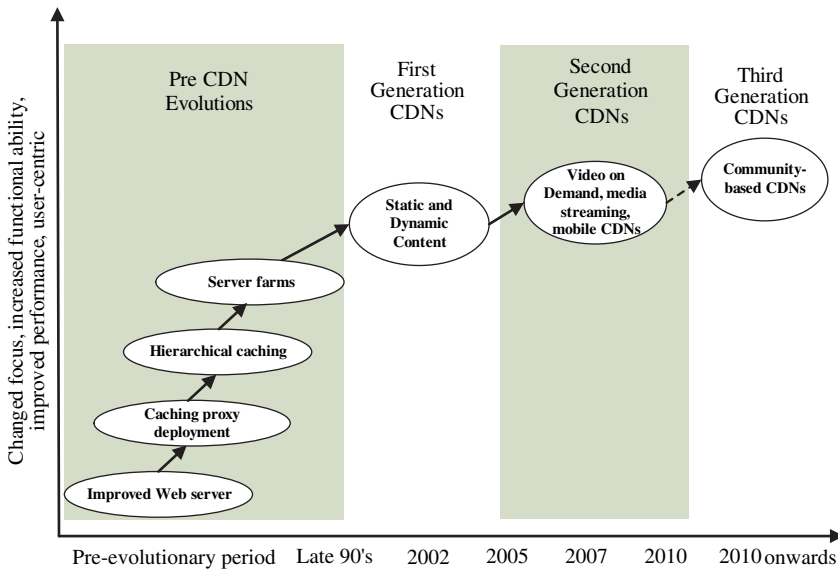 Changed focus, increased functional ability,
improved performance, user-centric
Pre CDN
Evolutions
First
Generation
CDNs
Second
Generation
CDNs
Third
Generation
CDNs
Community-
based CDNs
Video on
Demand, media
streaming,
mobile CDNs
Static and
Dynamic
Content
Server farms
Hierarchical caching
Caching proxy
deployment
Improved Web server
Pre-evolutionary period Late 90's 2002 2005 2007 2010 2010 onwards